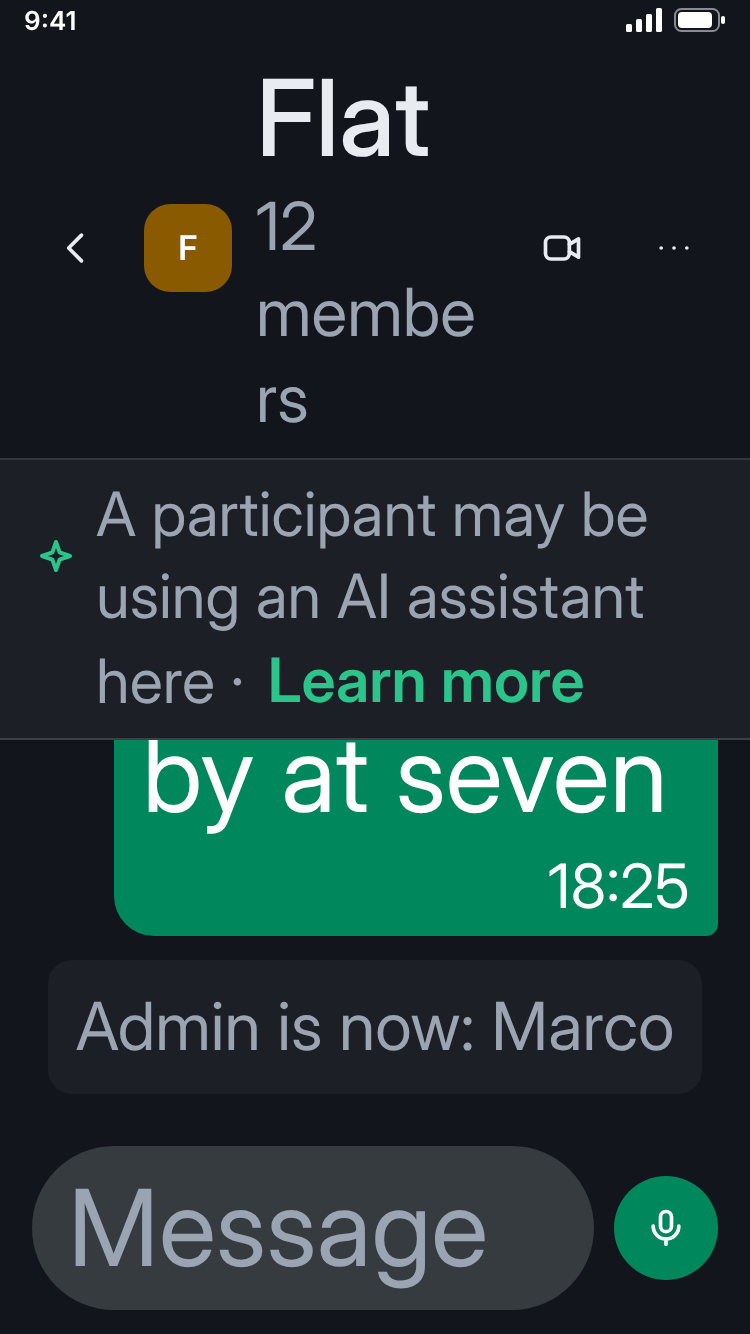 9:41
Flat
F
12
membe
rs
A participant may be
using an AI assistant
here · Learn more
by at seven
18:25
Admin is now: Marco
Message